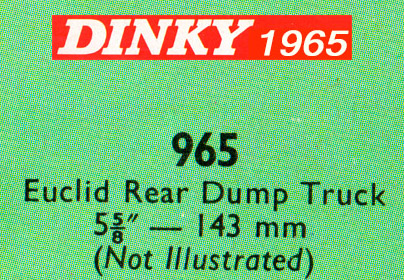 DINKY 1965
965
Euclid Rear Dump Truck
5⅝″ — 143 mm
(Not Illustrated)